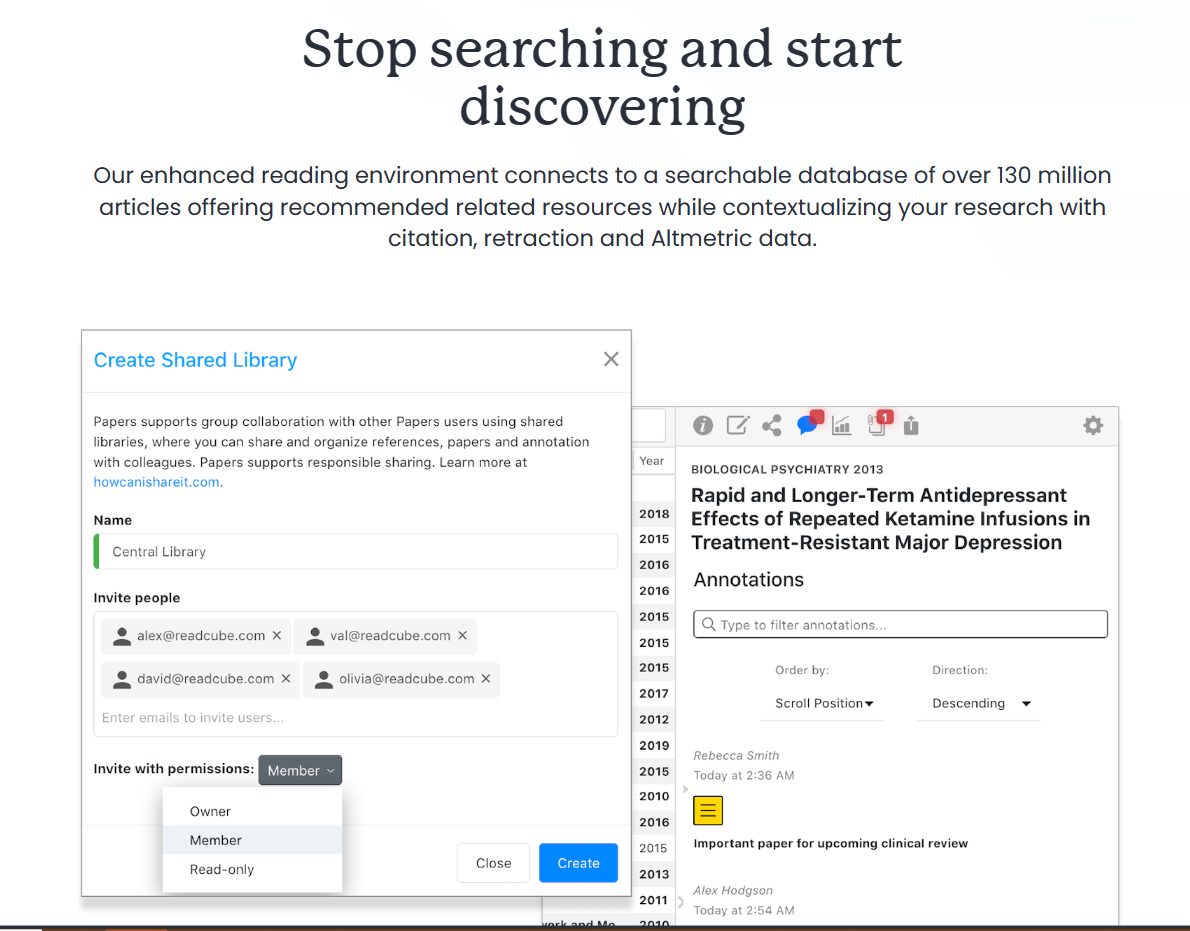 Stop searching and start
discovering
Our enhanced reading environment connects to a searchable database of over 130 million
articles offering recommended related resources while contextualizing your research with
citation, retraction and Altmetric data.
Create Shared Library
Papers supports group collaboration with other Papers users using shared
libraries, where you can share and organize references, papers and annotation
with colleagues. Papers supports responsible sharing. Learn more at
howcanishareit.com.
Name
Central Library
Invite people
alex@readcube.com
val@readcube.com
david@readcube.com
olivia@readcube.com
Enter emails to invite users...
Invite with permissions: Member
Owner
Member
Read-only
Close
Create
Year
2018
2015
2016
2016
2015
2015
2015
2017
2012
2019
2015
2010
2016
2015
2013
2011
2010
1
BIOLOGICAL PSYCHIATRY 2013
Rapid and Longer-Term Antidepressant
Effects of Repeated Ketamine Infusions in
Treatment-Resistant Major Depression
Annotations
Type to filter annotations...
Order by:
Direction:
Scroll Position
Descending
Rebecca Smith
Today at 2:36 AM
Important paper for upcoming clinical review
Alex Hodgson
Today at 2:54 AM